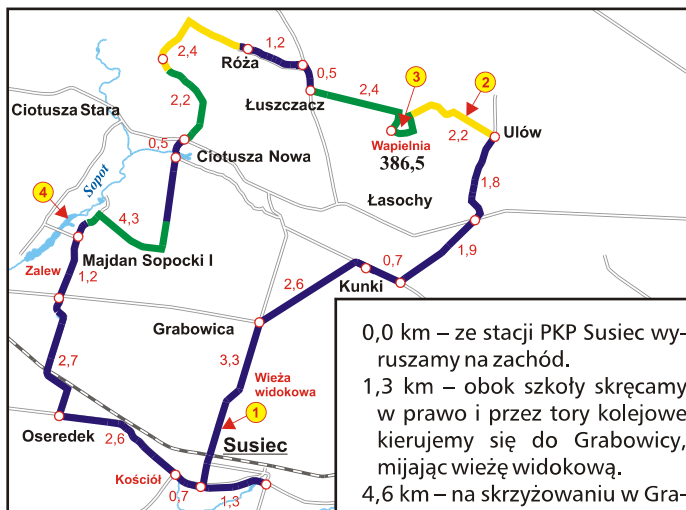 2,4
1,2
Róża
0,5
2,4
3
2
Ciotusza Stara
2,2
Łuszczacz
2,2
Ulów
0,5
Wapielnia
386,5
Ciotusza Nowa
Sopot
1,8
4
Łasochy
4,3
1,9
Majdan Sopocki I
Zalew
1,2
0,7
2,6
Kunki
Grabowica
3,3
2,7
Wieża
widokowa
1
Oseredek
2,6
Susiec
Kościół
0,7
1,3
0,0 km – ze stacji PKP Susiec wy-
ruszamy na zachód.
1,3 km – obok szkoły skręcamy
w prawo i przez tory kolejowe
kierujemy się do Grabowicy,
mijając wieżę widokową.
4,6 km – na skrzyżowaniu w Gra-